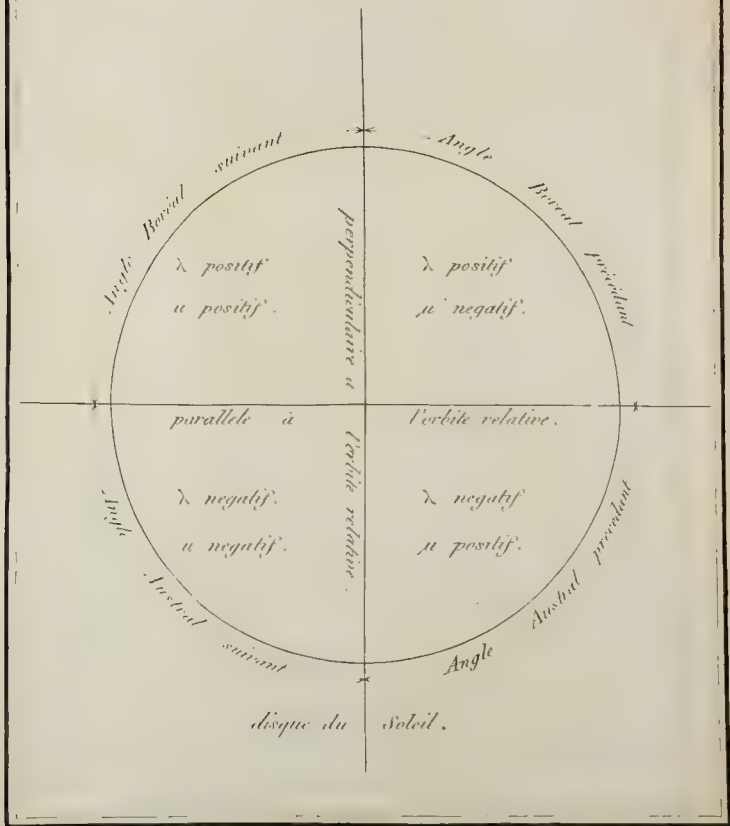 Angle Boréal suivant
Angle Boréal précédant
λ positif
μ positif.
λ positif
μ negatif.
perpendiculaire à l'orbite relative
parallele à l'orbite relative.
λ negatif.
μ negatif.
λ negatif
μ positif.
Angle Austral suivant
Angle Austral précédant
disque du Soleil.